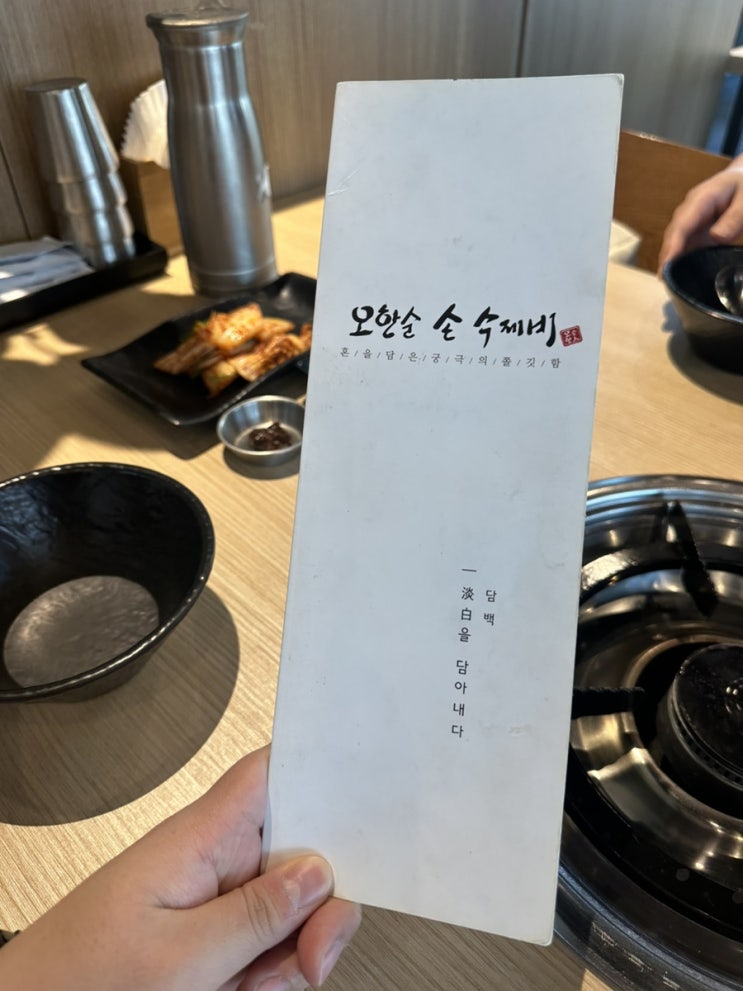 오한술 손 수제비
혼/을/담/은/궁/극/의/쫄/깃/함
담백
一淡白을 담아내다